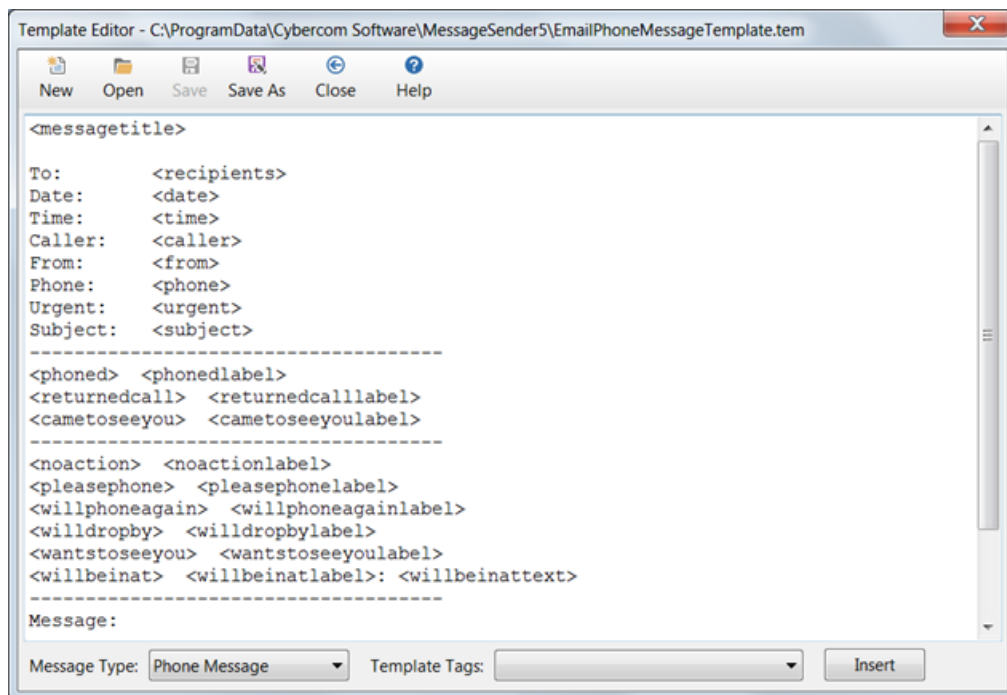 Template Editor - C:\ProgramData\Cybercom Software\MessageSender5\EmailPhoneMessageTemplate.tem
New Open Save Save As Close Help
<messagetitle>
To: <recipients>
Date: <date>
Time: <time>
Caller: <caller>
From: <from>
Phone: <phone>
Urgent: <urgent>
Subject: <subject>
-------------------------------------
<phoned> <phonedlabel>
<returnedcall> <returnedcalllabel>
<cametoseeyou> <cametoseeyoulabel>
-------------------------------------
<noaction> <noactionlabel>
<pleasephone> <pleasephonelabel>
<willphoneagain> <willphoneagainlabel>
<willdropby> <willdropbylabel>
<wantstoseeyou> <wantstoseeyoulabel>
<willbeinat> <willbeinatlabel>: <willbeinattext>
-------------------------------------
Message:
Message Type: Phone Message Template Tags: Insert